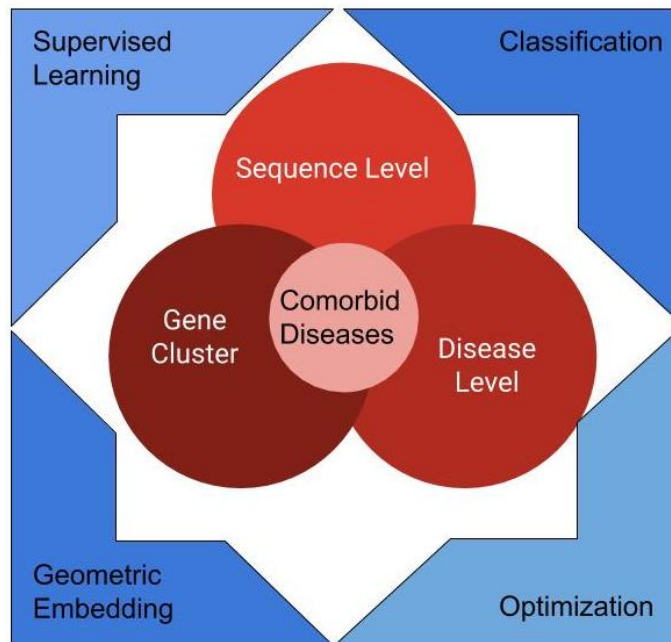 Supervised
Learning
Classification
Sequence Level
Comorbid
Diseases
Gene
Cluster
Disease
Level
Geometric
Embedding
Optimization